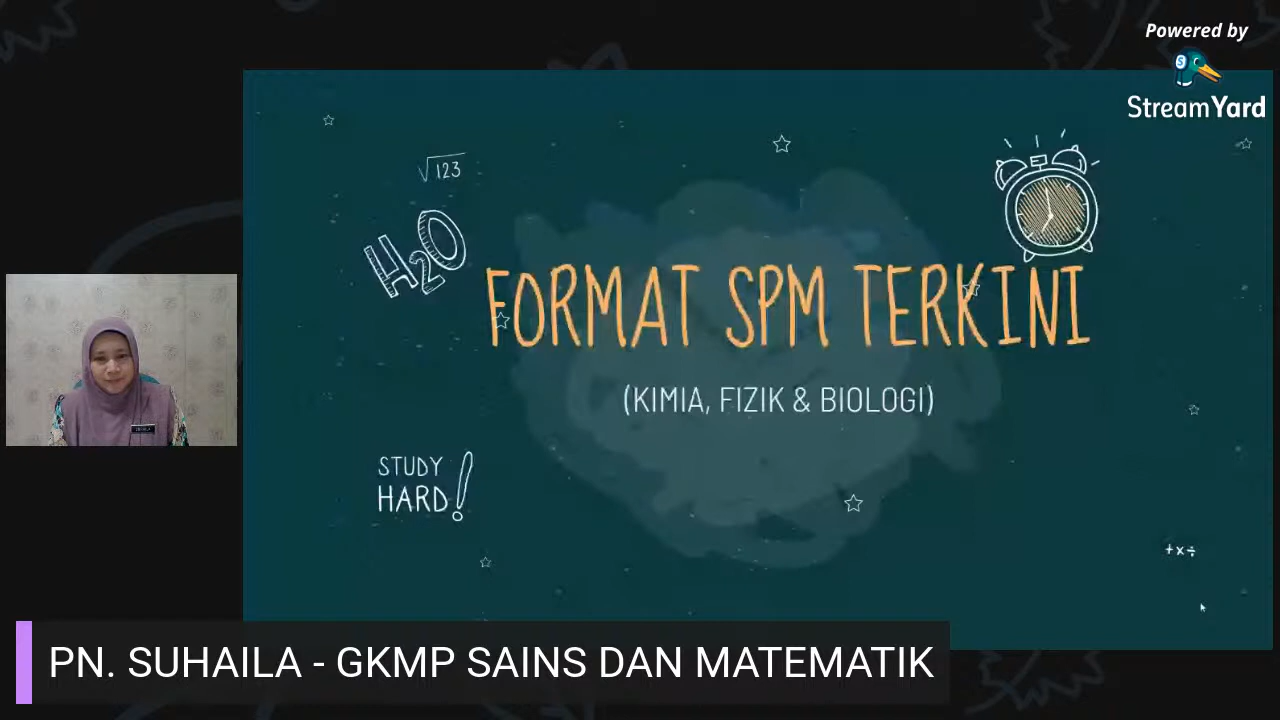 Powered by
StreamYard
√123
H2O
FORMAT SPM TERKINI
(KIMIA, FIZIK & BIOLOGI)
STUDY
HARD!
+×÷
PN. SUHAILA - GKMP SAINS DAN MATEMATIK